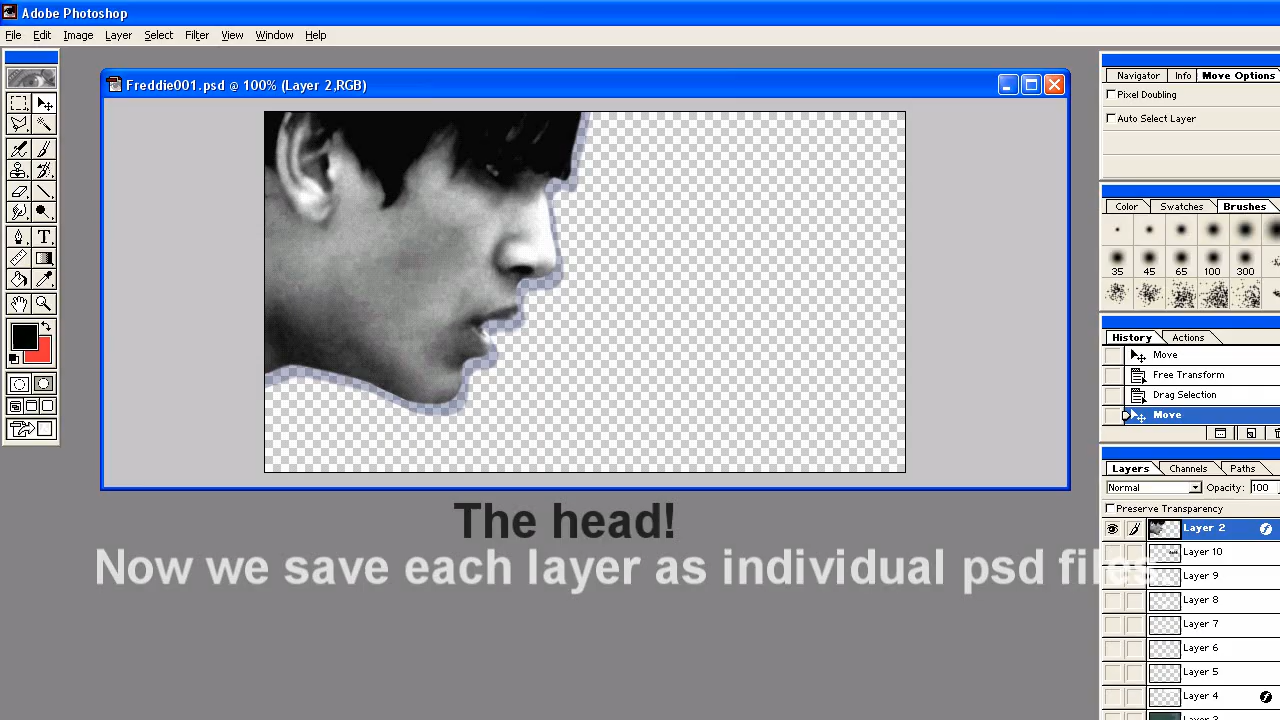 Adobe Photoshop
File Edit Image Layer Select Filter View Window Help
Freddie001.psd @ 100% (Layer 2,RGB)
Navigator Info Move Options
Pixel Doubling
Auto Select Layer
Color Swatches Brushes
35 45 65 100 300
History Actions
Move
Free Transform
Drag Selection
Move
Layers Channels Paths
Normal Opacity: 100
Preserve Transparency
Layer 2
Layer 10
Layer 9
Layer 8
Layer 7
Layer 6
Layer 5
Layer 4
The head!
Now we save each layer as individual psd files